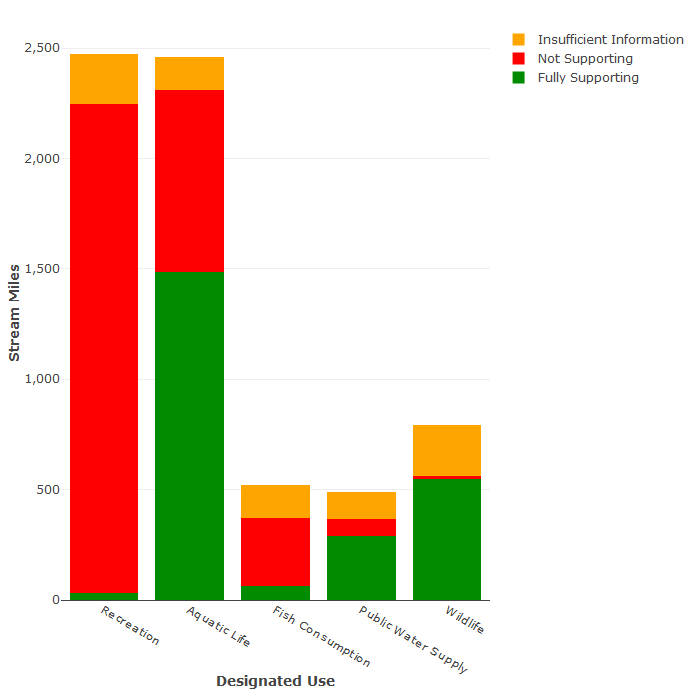 2,500
2,000
1,500
1,000
500
0
Stream Miles
Recreation
Aquatic Life
Fish Consumption
Public Water Supply
Wildlife
Designated Use
Insufficient Information
Not Supporting
Fully Supporting